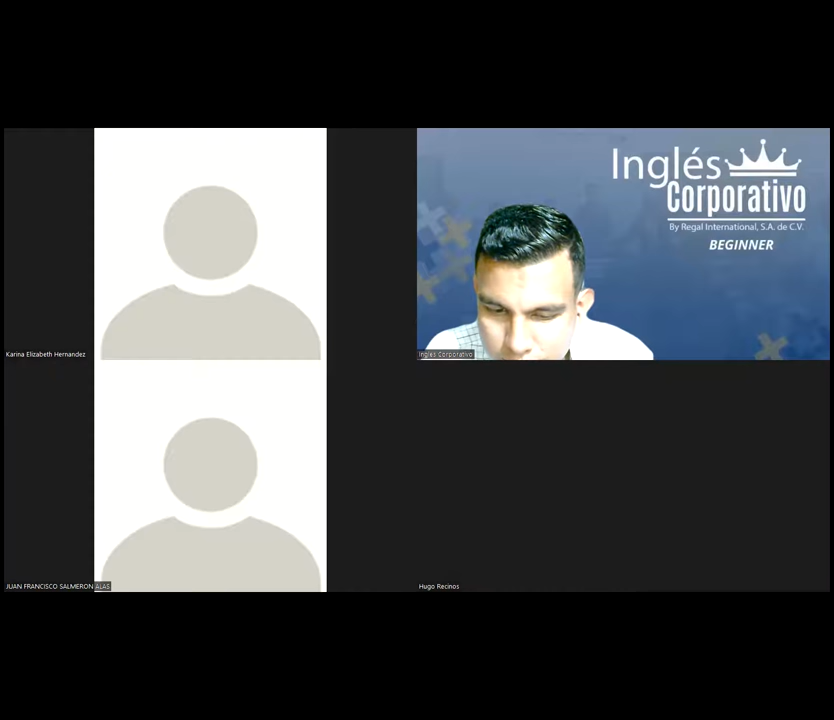 Inglés
Corporativo
By Regal International, S.A. de C.V.
BEGINNER
Karina Elizabeth Hernandez
Inglés Corporativo
JUAN FRANCISCO SALMERON ALAS
Hugo Recinos